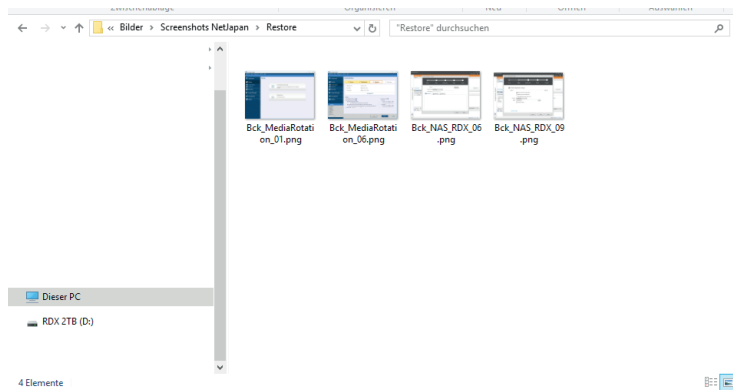 Zwischenablage Organisieren Neu Öffnen Auswählen
« Bilder > Screenshots NetJapan > Restore
"Restore" durchsuchen
Bck_MediaRotati
on_01.png
Bck_MediaRotati
on_06.png
Bck_NAS_RDX_06
.png
Bck_NAS_RDX_09
.png
Dieser PC
RDX 2TB (D:)
4 Elemente